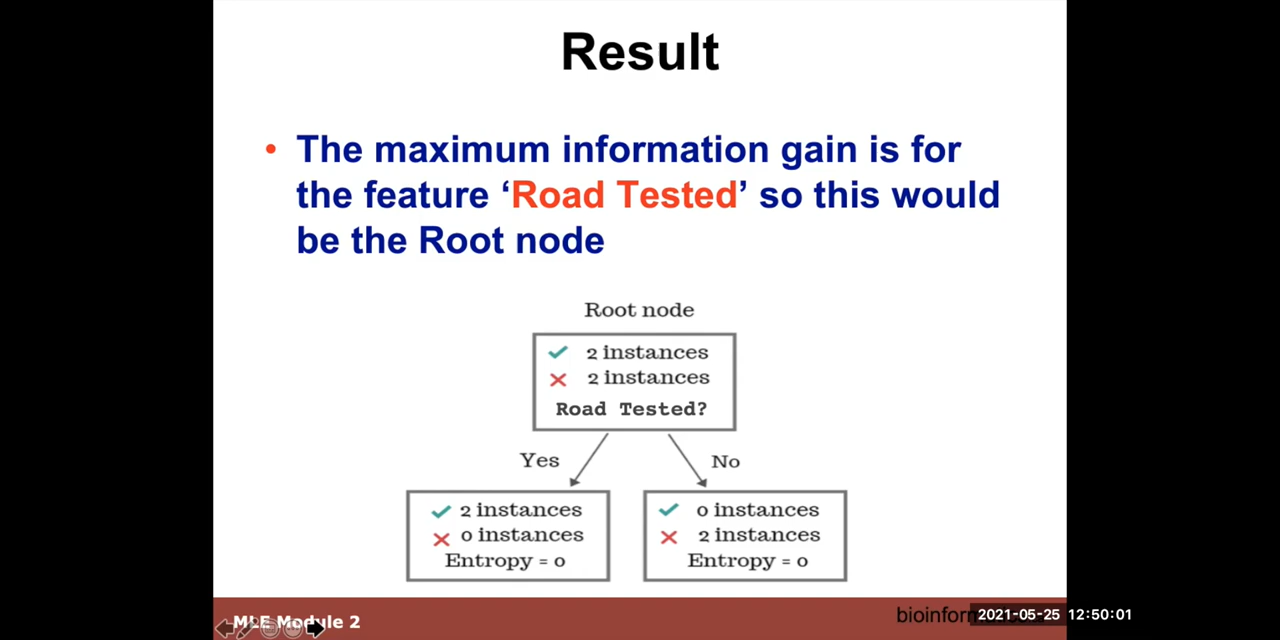 Result
• The maximum information gain is for
the feature ‘Road Tested’ so this would
be the Root node
Root node
✓ 2 instances
✗ 2 instances
Road Tested?
Yes
No
✓ 2 instances
✗ 0 instances
Entropy = 0
✓ 0 instances
✗ 2 instances
Entropy = 0
MLE Module 2
2021-05-25 12:50:01